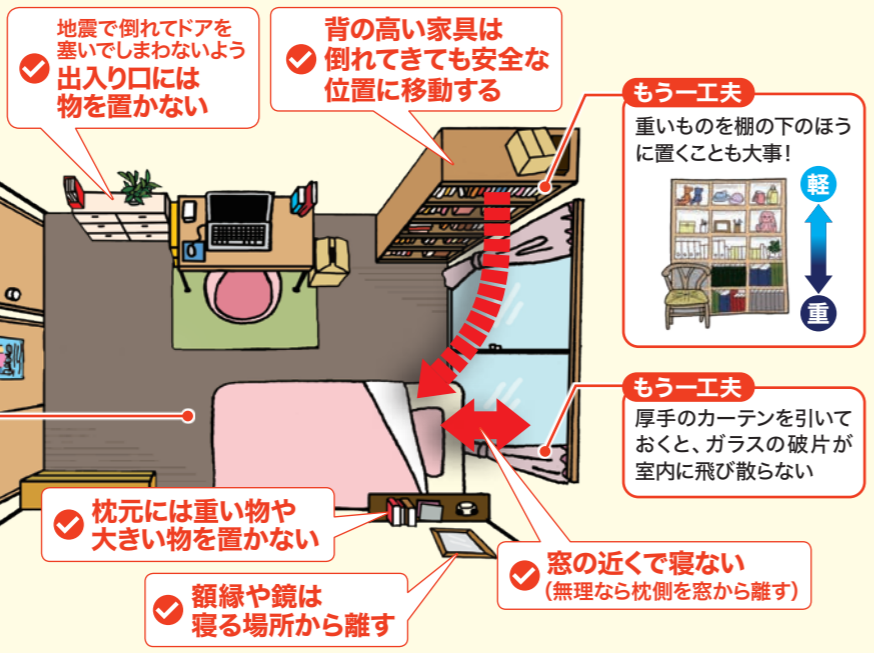 地震で倒れてドアを
塞いでしまわないよう
出入り口には
物を置かない
背の高い家具は
倒れてきても安全な
位置に移動する
もう一工夫
重いものを棚の下のほう
に置くことも大事!
軽
重
もう一工夫
厚手のカーテンを引いて
おくと、ガラスの破片が
室内に飛び散らない
枕元には重い物や
大きい物を置かない
窓の近くで寝ない
(無理なら枕側を窓から離す)
額縁や鏡は
寝る場所から離す